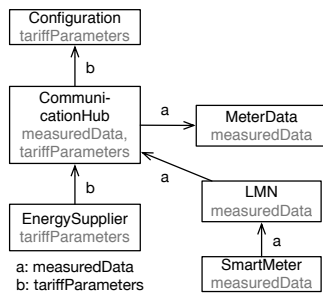 Configuration
tariffParameters
b
Communi-
cationHub
measuredData,
tariffParameters
a
MeterData
measuredData
a
b
LMN
measuredData
EnergySupplier
tariffParameters
a
SmartMeter
measuredData
a: measuredData
b: tariffParameters